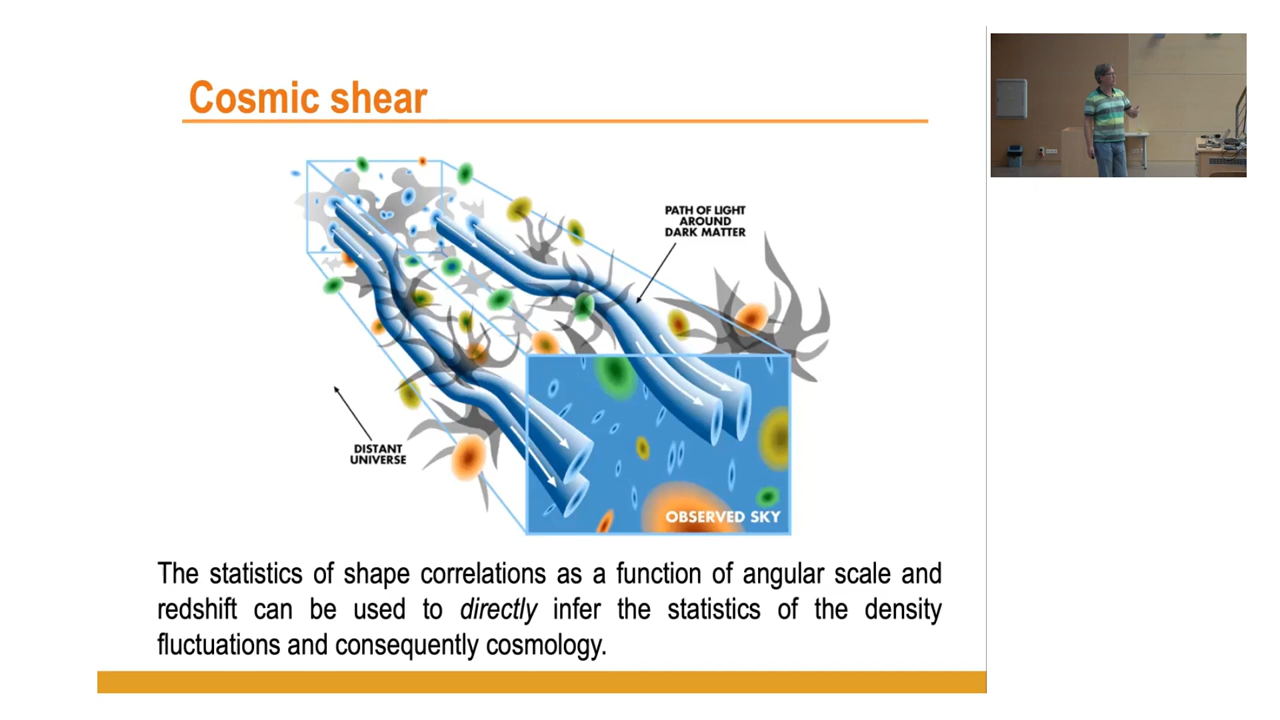 Cosmic shear
PATH OF LIGHT
AROUND
DARK MATTER
DISTANT
UNIVERSE
OBSERVED SKY
The statistics of shape correlations as a function of angular scale and
redshift can be used to directly infer the statistics of the density
fluctuations and consequently cosmology.